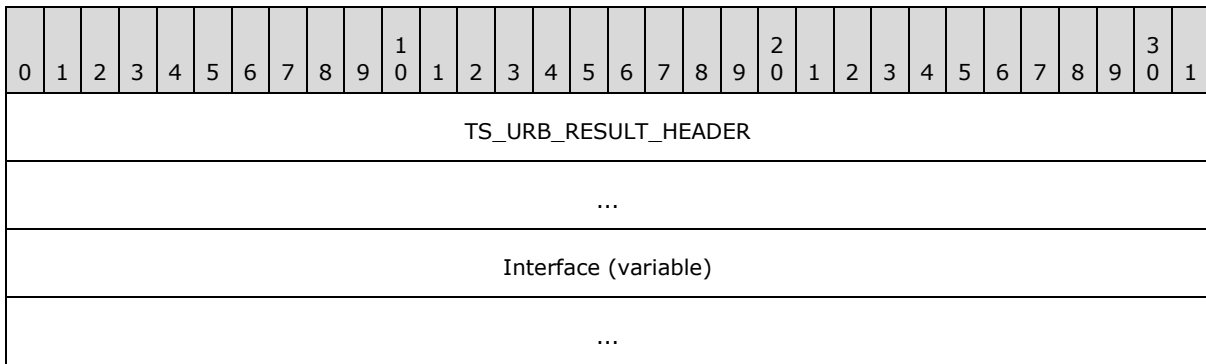 0 1 2 3 4 5 6 7 8 9 1 0 1 2 3 4 5 6 7 8 9 2 0 1 2 3 4 5 6 7 8 9 3 0 1
TS_URB_RESULT_HEADER
...
Interface (variable)
...